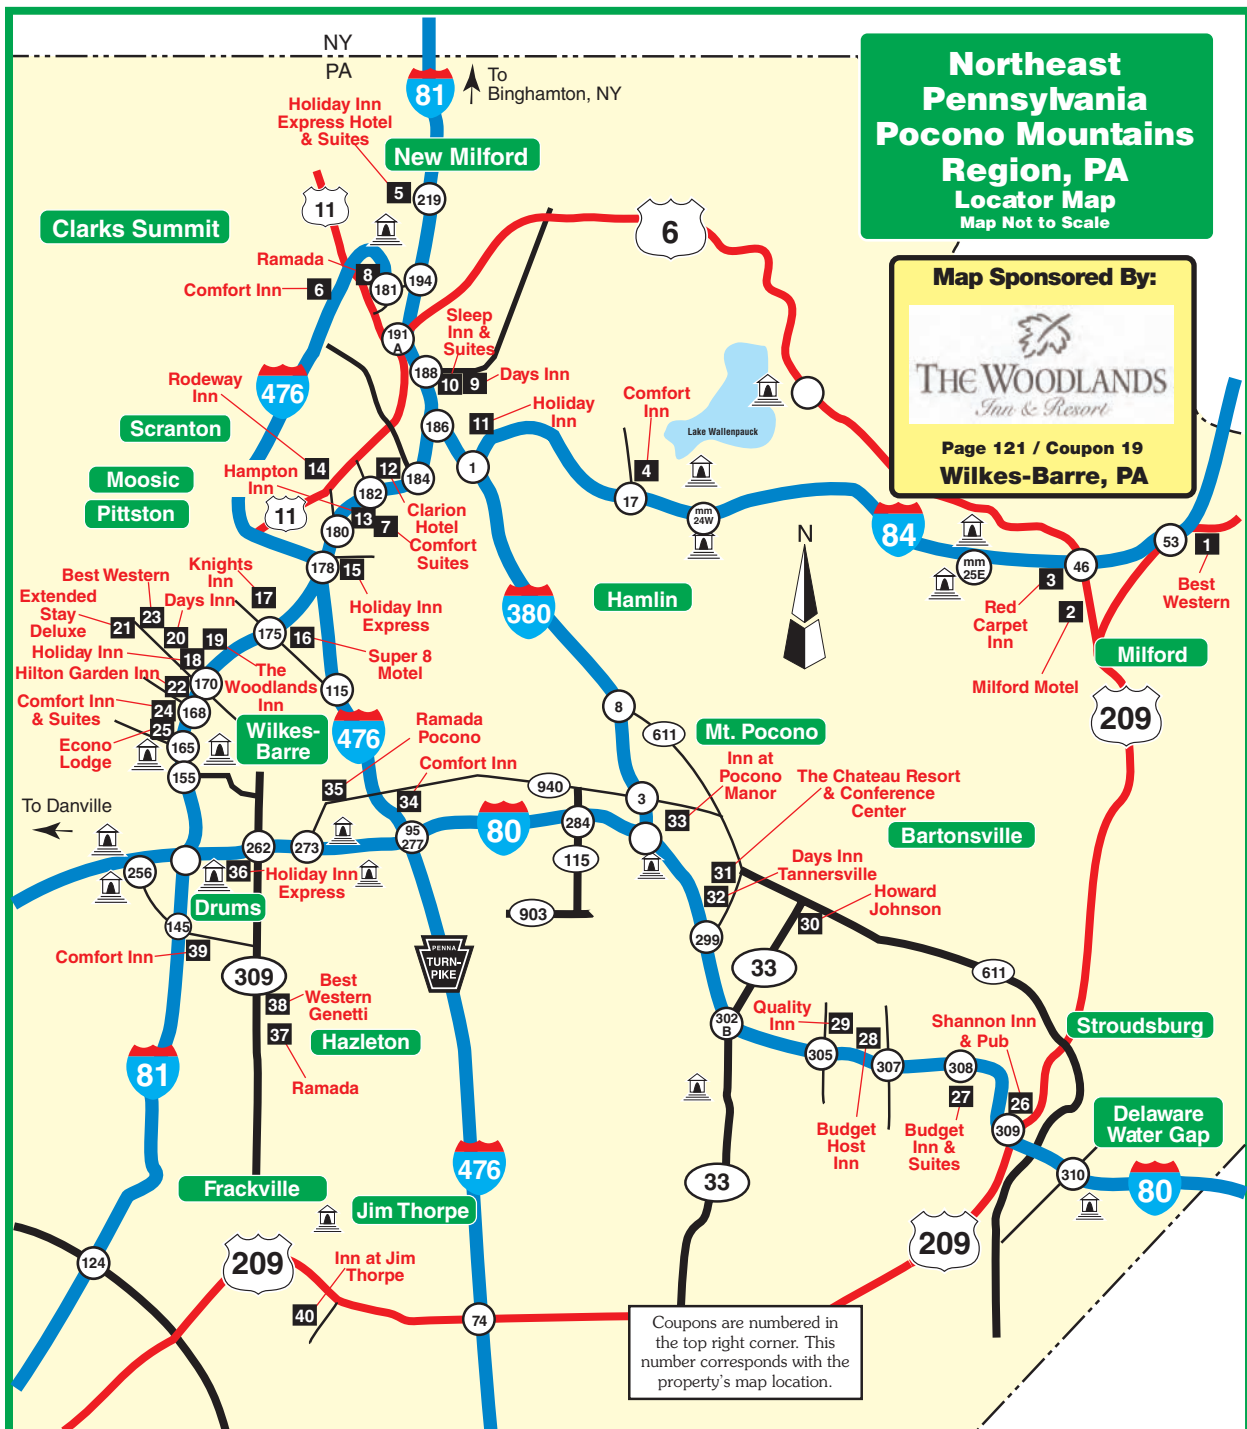 NY
PA
81
To
Binghamton, NY
Northeast
Pennsylvania
Pocono Mountains
Region, PA
Locator Map
Map Not to Scale
Map Sponsored By:
THE WOODLANDS
Inn & Resort
Page 121 / Coupon 19
Wilkes-Barre, PA
Holiday Inn
Express Hotel
& Suites
New Milford
5
219
11
6
Clarks Summit
Ramada
8
181
194
Comfort Inn
6
191
A
Sleep
Inn &
Suites
188
10
9
Days Inn
476
Rodeway
Inn
Scranton
186
11
Holiday
Inn
Comfort
Inn
Lake Wallenpauck
Moosic
Pittston
14
Hampton
Inn
12
184
1
4
17
182
11
13
7
Clarion
Hotel
Comfort
Suites
180
mm
24W
84
N
53
1
Best
Western
mm
25E
3
46
Red
Carpet
Inn
2
Milford Motel
Milford
209
Knights
Inn
17
178
15
Holiday Inn
Express
380
Hamlin
Best Western
Extended
Stay
Deluxe
21
23
Days Inn
20
19
175
16
Super 8
Motel
Holiday Inn
18
Hilton Garden Inn
22
170
The
Woodlands
Inn
115
Comfort Inn
& Suites
24
168
25
Econo
Lodge
165
Wilkes-
Barre
476
155
8
611
Mt. Pocono
Ramada
Pocono
Comfort Inn
35
34
940
3
Inn at
Pocono
Manor
33
The Chateau Resort
& Conference
Center
Bartonsville
To Danville
80
284
95
277
262
273
115
256
36
Holiday Inn
Express
Drums
903
31
Days Inn
Tannersville
32
Howard
Johnson
30
145
39
Comfort Inn
299
PENNA
TURN-
PIKE
33
611
309
38
Best
Western
Genetti
37
Hazleton
Ramada
302
B
Quality
Inn
29
28
305
307
Shannon Inn
& Pub
308
27
26
Stroudsburg
81
Budget
Host
Inn
Budget
Inn &
Suites
309
Delaware
Water Gap
310
80
476
33
Frackville
Jim Thorpe
209
209
124
Inn at Jim
Thorpe
40
74
Coupons are numbered in
the top right corner. This
number corresponds with the
property's map location.